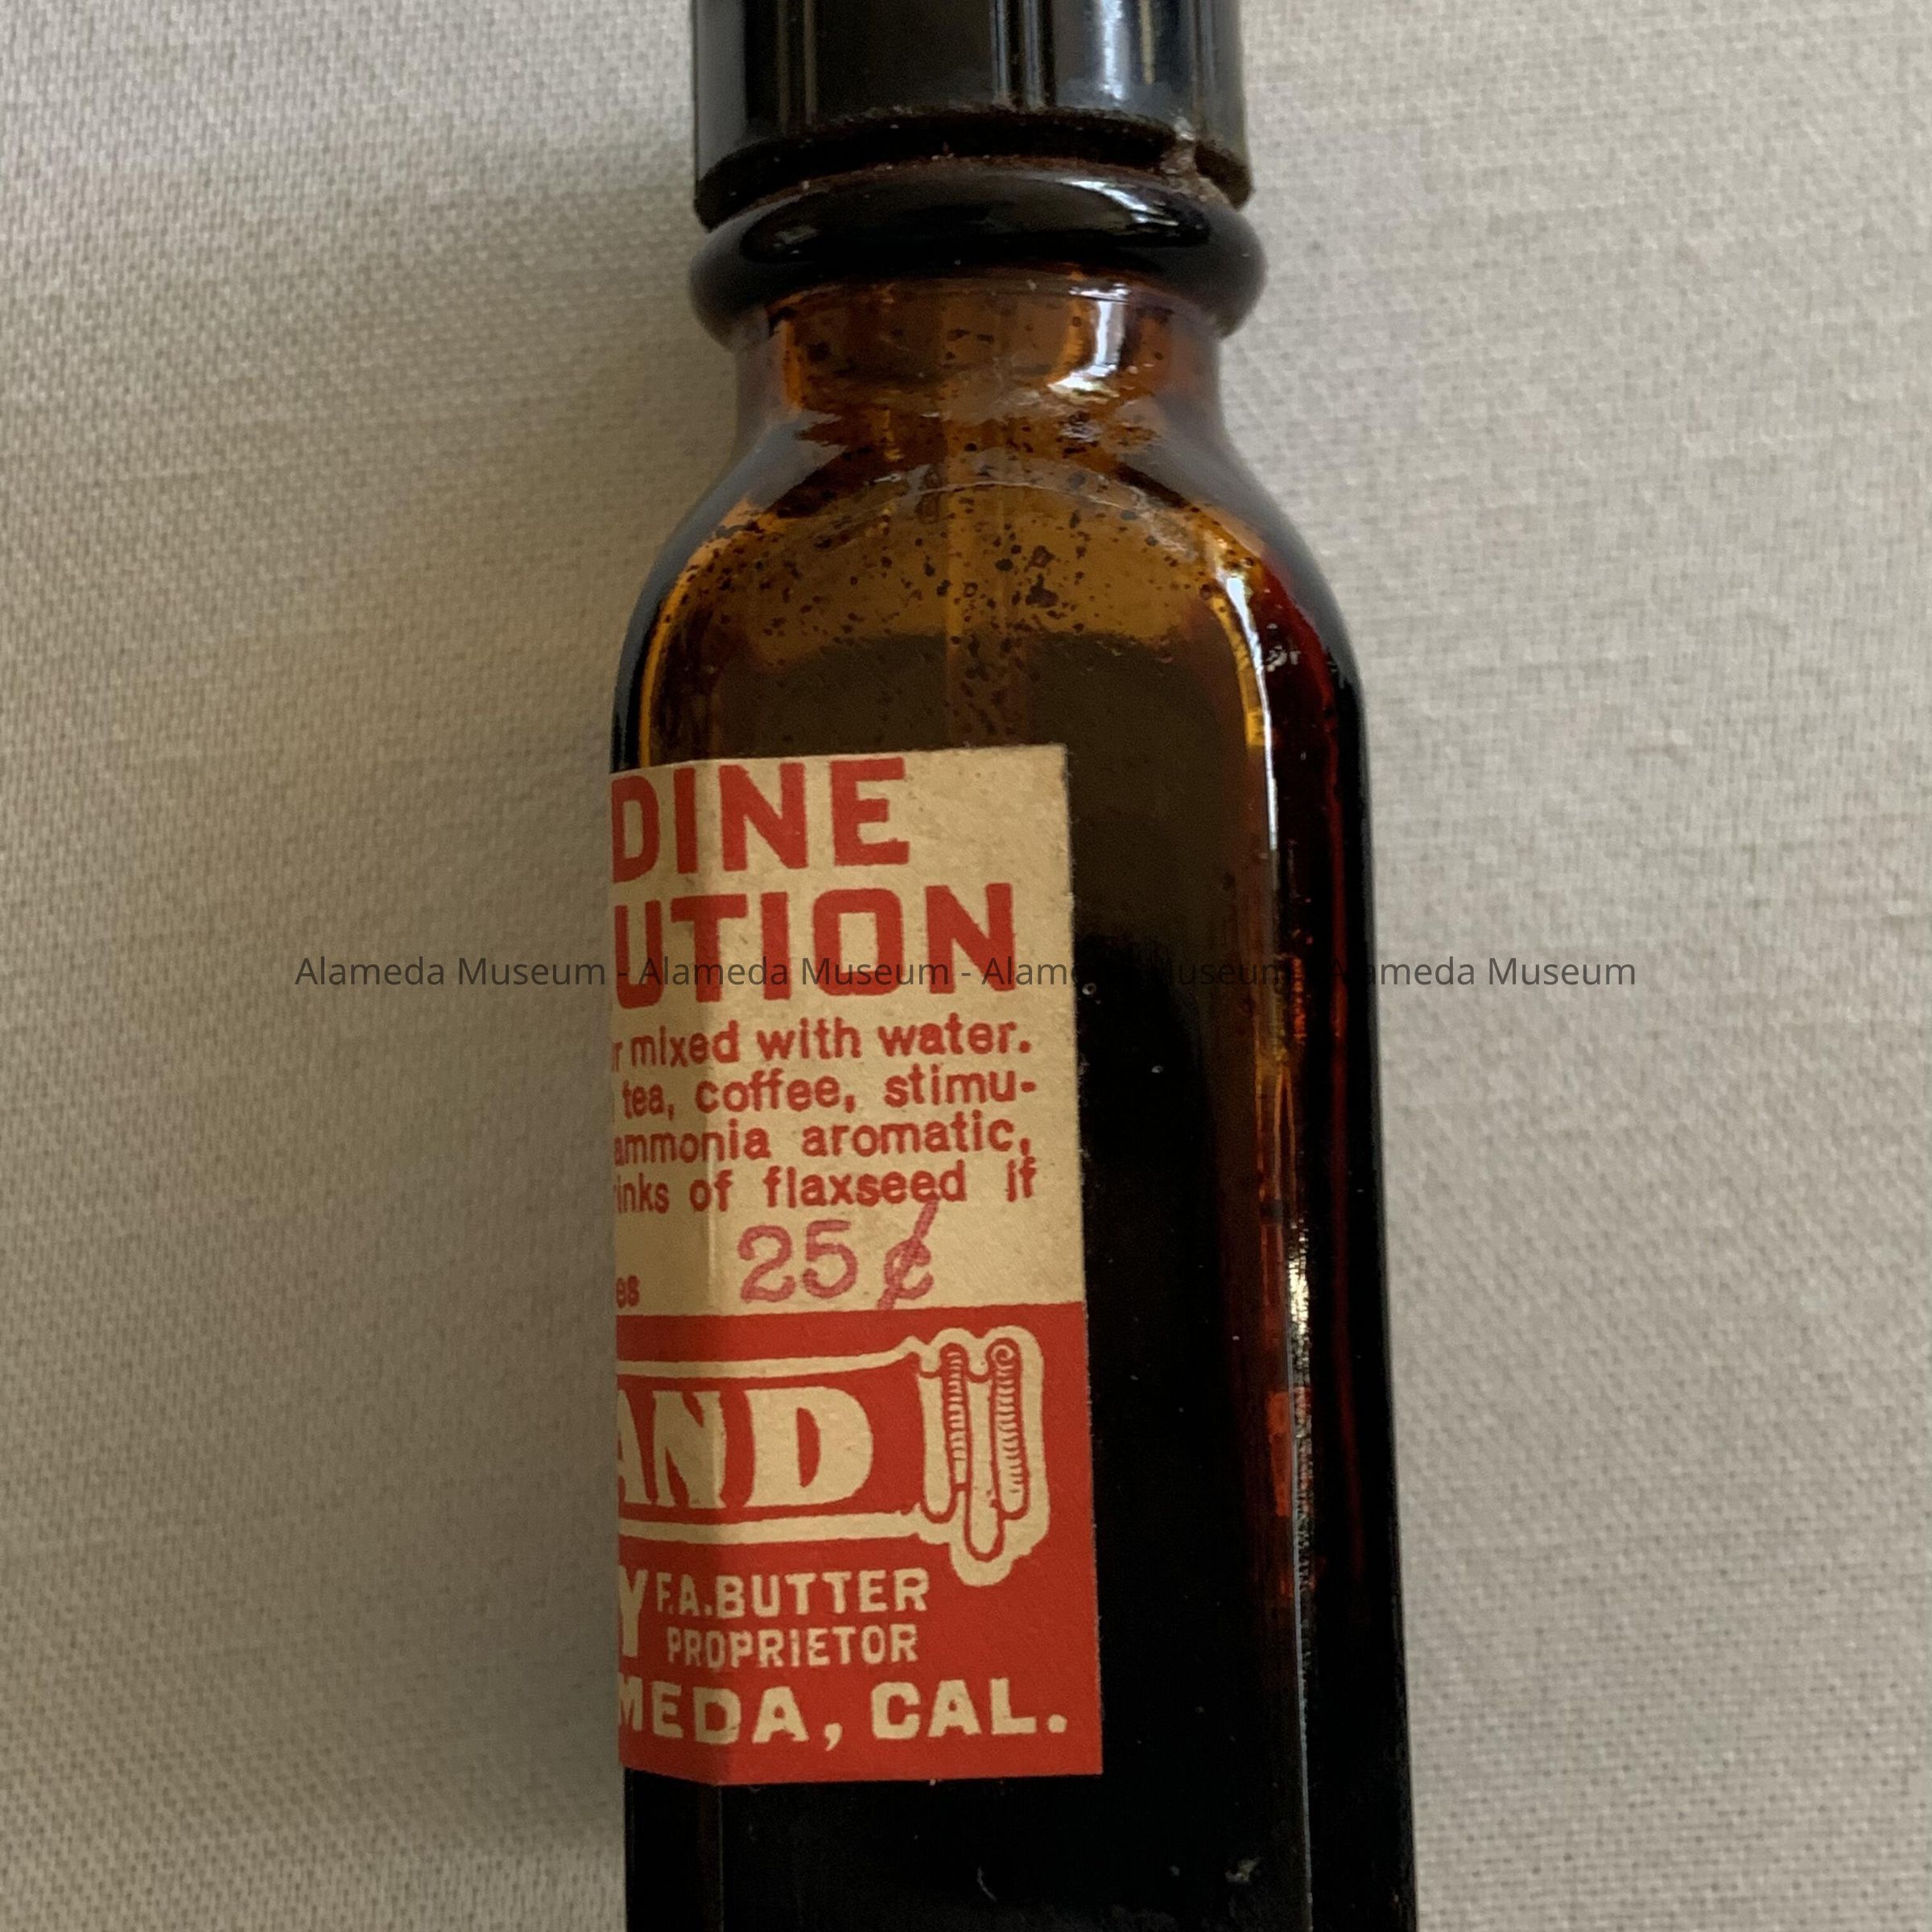 DINE
UTION
Alameda Museum - Alameda Museum - Alameda Museum - Alameda Museum
r mixed with water.
tea, coffee, stimu-
ammonia aromatic,
inks of flaxseed if
25¢
es
AND
Y F.A.BUTTER
PROPRIETOR
MEDA, CAL.